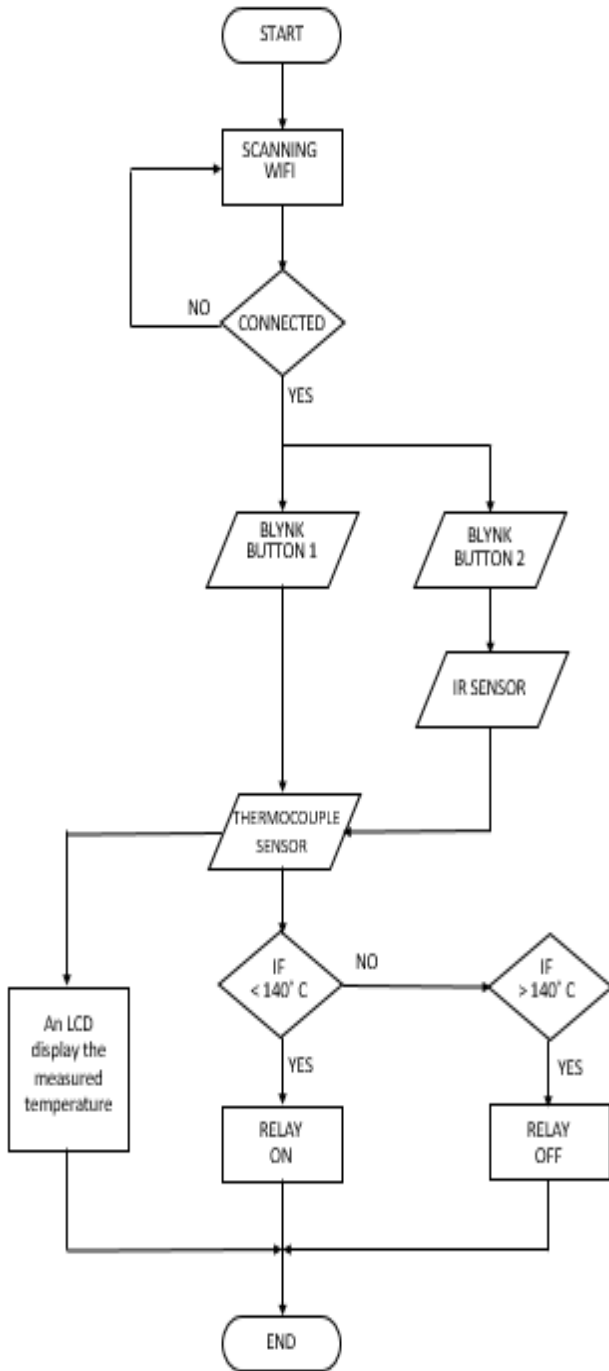 START
SCANNING
WIFI
NO
CONNECTED
YES
BLYNK
BUTTON 1
BLYNK
BUTTON 2
IR SENSOR
THERMOCOUPLE
SENSOR
IF
< 140˚ C
NO
IF
> 140˚ C
An LCD
display the
measured
temperature
YES
YES
RELAY
ON
RELAY
OFF
END